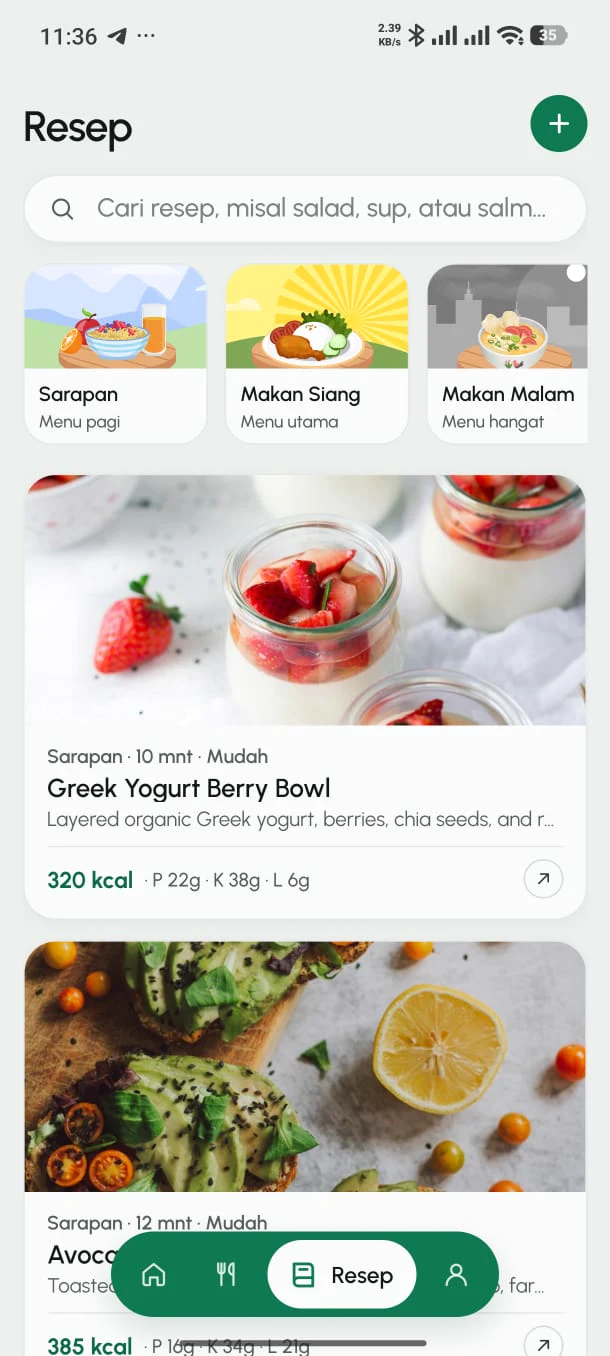 11:36 ··· 2.39 KB/s 35
Resep
Cari resep, misal salad, sup, atau salm...
Sarapan
Menu pagi
Makan Siang
Menu utama
Makan Malam
Menu hangat
Sarapan · 10 mnt · Mudah
Greek Yogurt Berry Bowl
Layered organic Greek yogurt, berries, chia seeds, and r...
320 kcal · P 22g · K 38g · L 6g
Sarapan · 12 mnt · Mudah
Resep
far...
385 kcal · P 16g · K 34g · L 21g